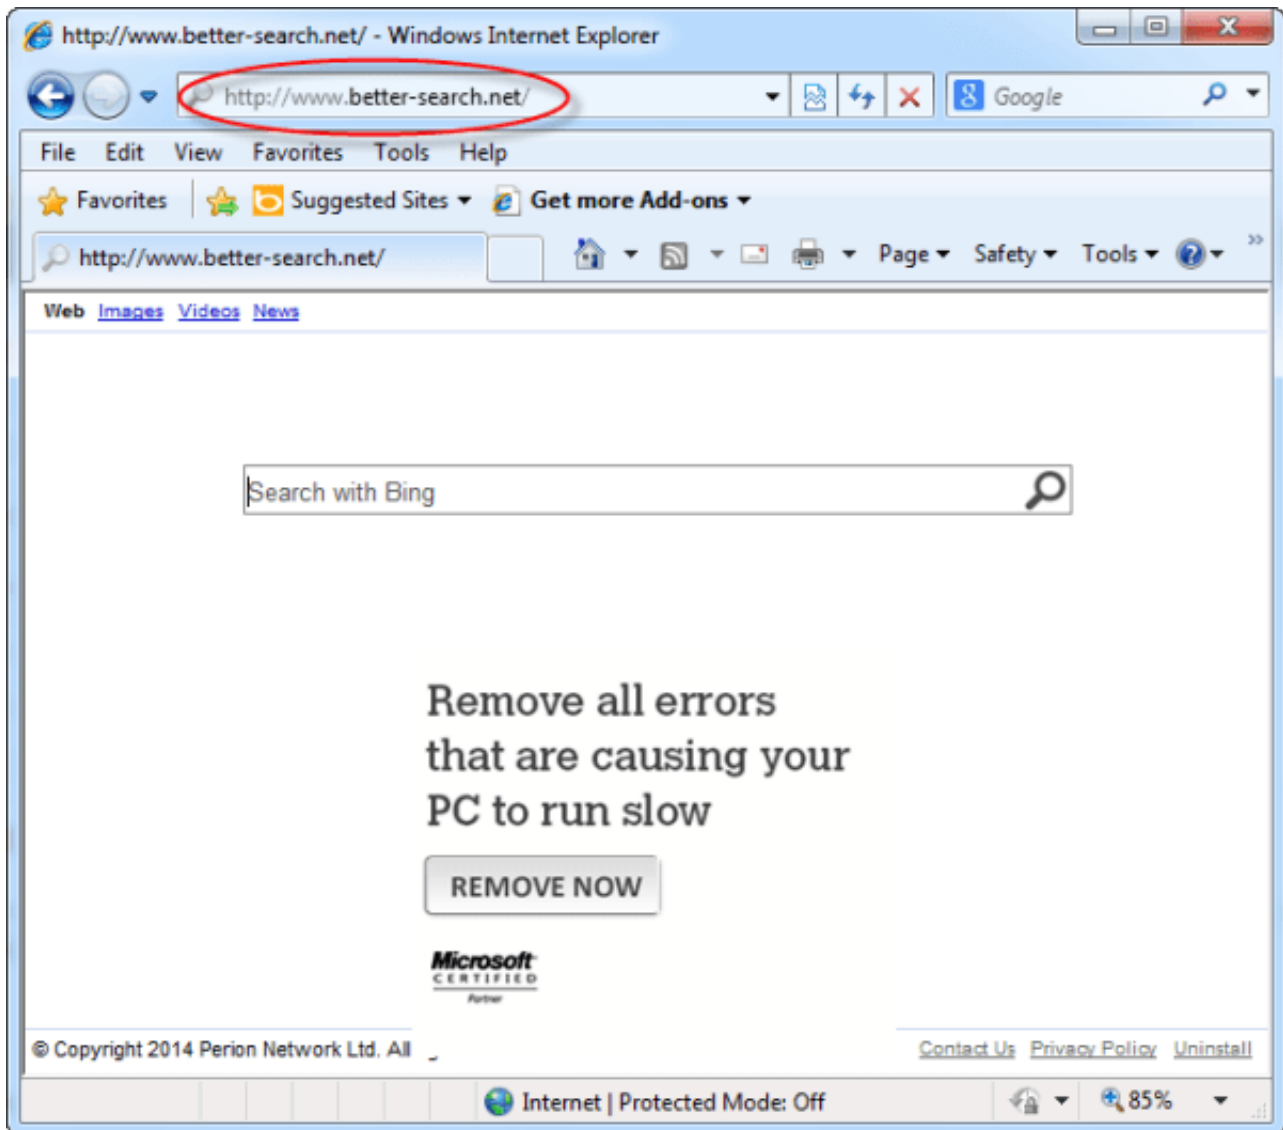 http://www.better-search.net/ - Windows Internet Explorer
http://www.better-search.net/
Google
File Edit View Favorites Tools Help
Favorites Suggested Sites Get more Add-ons
http://www.better-search.net/
Page Safety Tools
Web Images Videos News
Search with Bing
Remove all errors
that are causing your
PC to run slow
REMOVE NOW
Microsoft
CERTIFIED
Partner
© Copyright 2014 Perion Network Ltd. All
Contact Us Privacy Policy Uninstall
Internet | Protected Mode: Off
85%